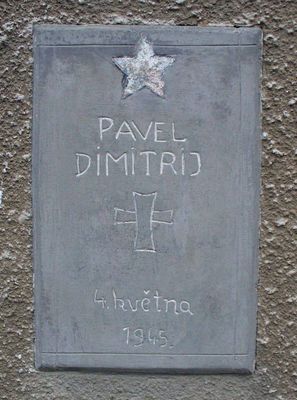 PAVEL
DIMITRIJ
4. května
1945.